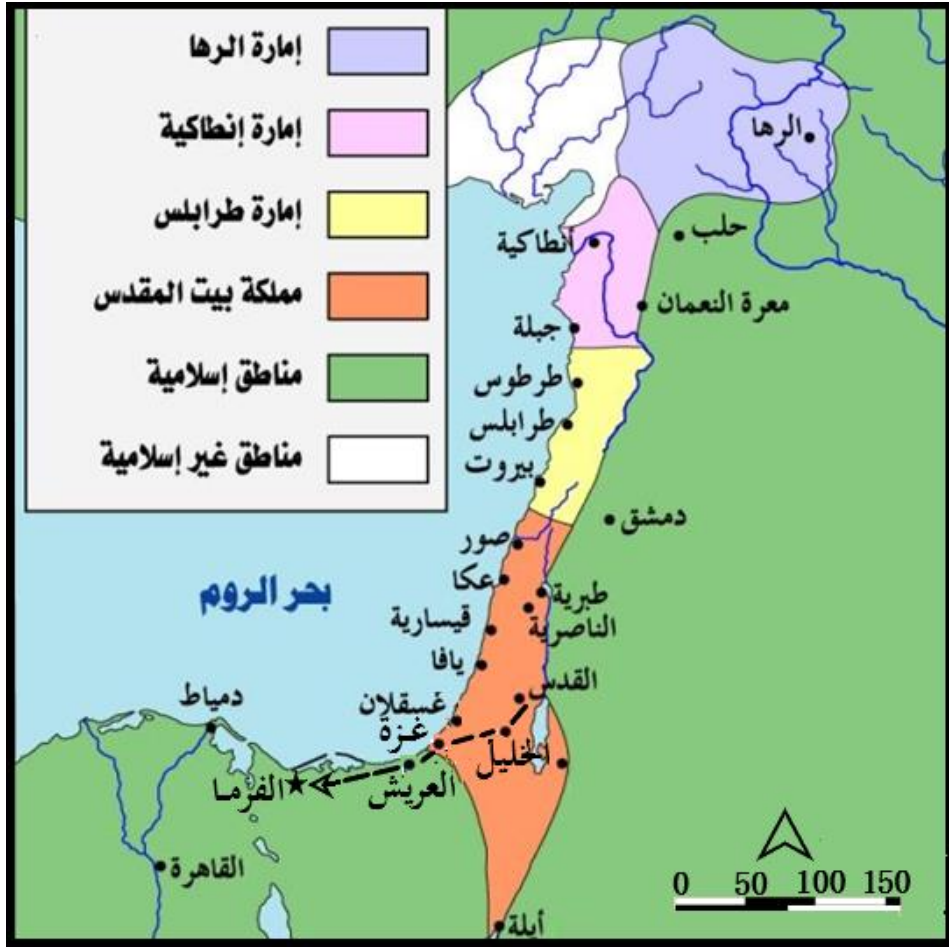 إمارة الرها
إمارة إنطاكية
إمارة طرابلس
مملكة بيت المقدس
مناطق إسلامية
مناطق غير إسلامية
الرها
حلب
أنطاكية
معرة النعمان
جبلة
طرطوس
طرابلس
بيروت
دمشق
صور
عكا
طبرية
الناصرية
قيسارية
بحر الروم
يافا
القدس
غسقلان
دمياط
غزة
الخليل
العريش
الفرما
القاهرة
أيلة
0 50 100 150